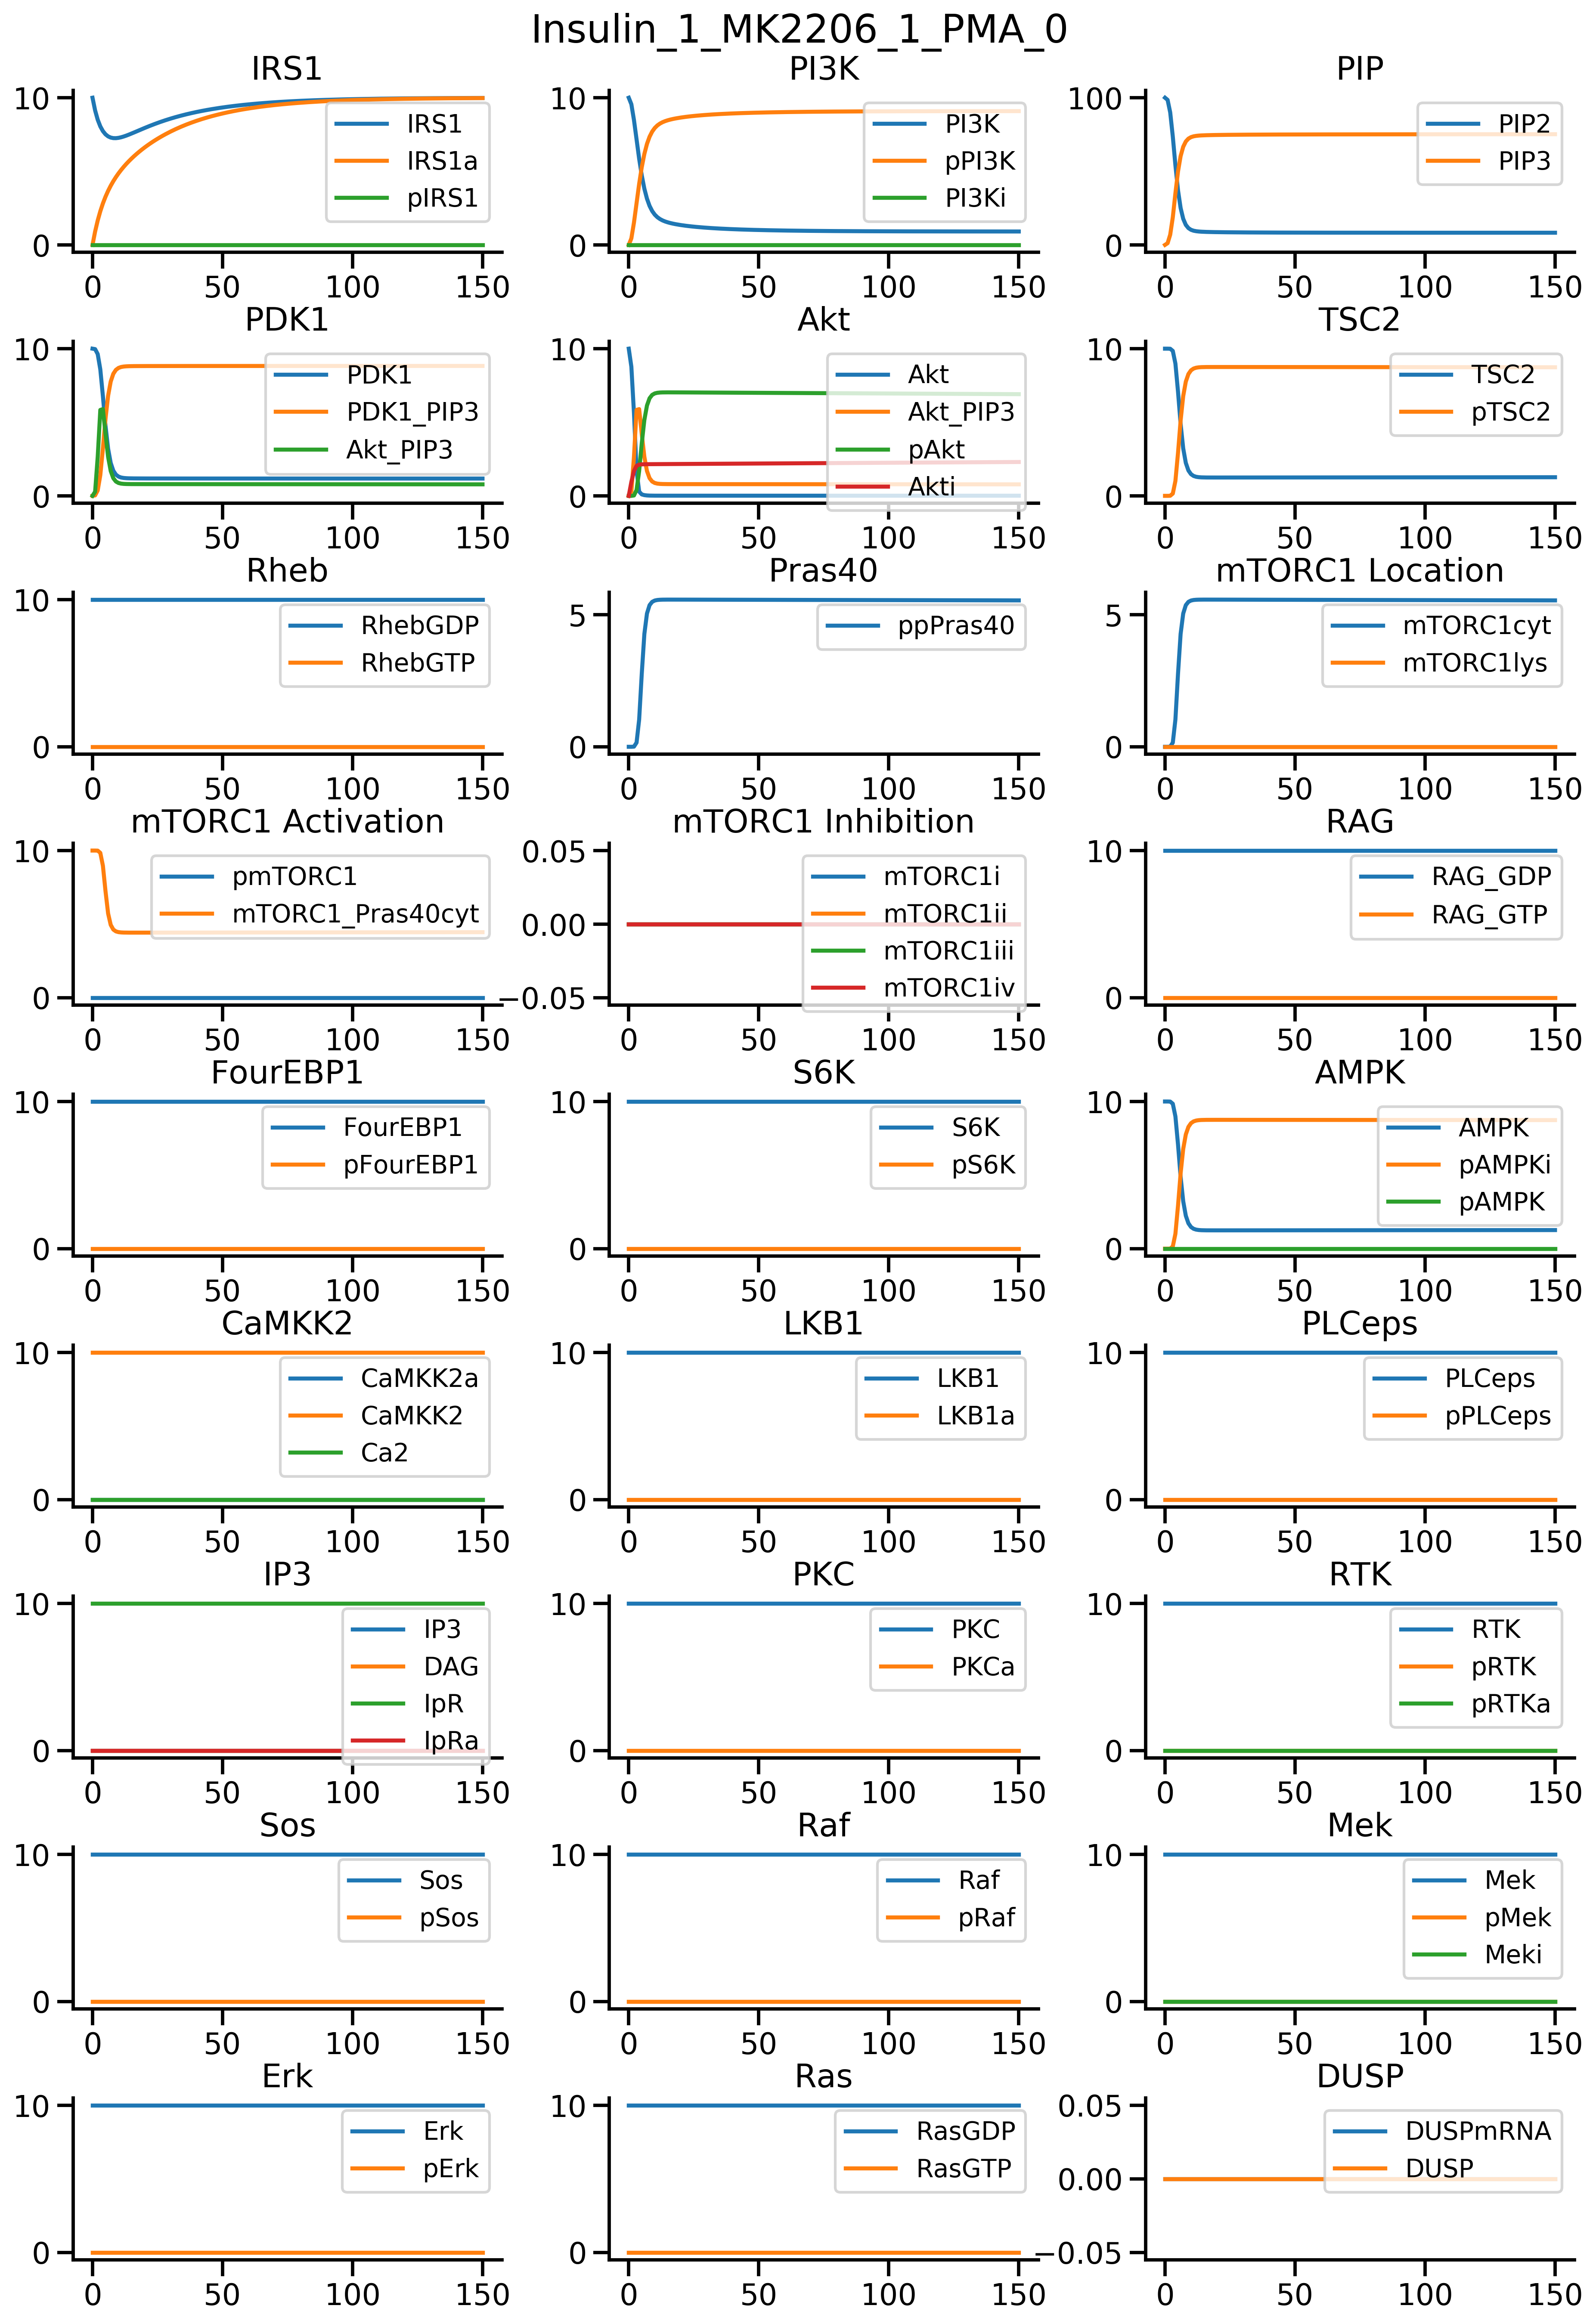 Insulin_1_MK2206_1_PMA_0
IRS1
10
0
0 50 100 150
IRS1
IRS1a
pIRS1
PI3K
10
0
0 50 100 150
PI3K
pPI3K
PI3Ki
PIP
100
0
0 50 100 150
PIP2
PIP3
PDK1
10
0
0 50 100 150
PDK1
PDK1_PIP3
Akt_PIP3
Akt
10
0
0 50 100 150
Akt
Akt_PIP3
pAkt
Akti
TSC2
10
0
0 50 100 150
TSC2
pTSC2
Rheb
10
0
0 50 100 150
RhebGDP
RhebGTP
Pras40
5
0
0 50 100 150
ppPras40
mTORC1 Location
5
0
0 50 100 150
mTORC1cyt
mTORC1lys
mTORC1 Activation
10
0
0 50 100 150
pmTORC1
mTORC1_Pras40cyt
mTORC1 Inhibition
0.05
0.00
−0.05
0 50 100 150
mTORC1i
mTORC1ii
mTORC1iii
mTORC1iv
RAG
10
0
0 50 100 150
RAG_GDP
RAG_GTP
FourEBP1
10
0
0 50 100 150
FourEBP1
pFourEBP1
S6K
10
0
0 50 100 150
S6K
pS6K
AMPK
10
0
0 50 100 150
AMPK
pAMPKi
pAMPK
CaMKK2
10
0
0 50 100 150
CaMKK2a
CaMKK2
Ca2
LKB1
10
0
0 50 100 150
LKB1
LKB1a
PLCeps
10
0
0 50 100 150
PLCeps
pPLCeps
IP3
10
0
0 50 100 150
IP3
DAG
IpR
IpRa
PKC
10
0
0 50 100 150
PKC
PKCa
RTK
10
0
0 50 100 150
RTK
pRTK
pRTKa
Sos
10
0
0 50 100 150
Sos
pSos
Raf
10
0
0 50 100 150
Raf
pRaf
Mek
10
0
0 50 100 150
Mek
pMek
Meki
Erk
10
0
0 50 100 150
Erk
pErk
Ras
10
0
0 50 100 150
RasGDP
RasGTP
DUSP
0.05
0.00
−0.05
0 50 100 150
DUSPmRNA
DUSP